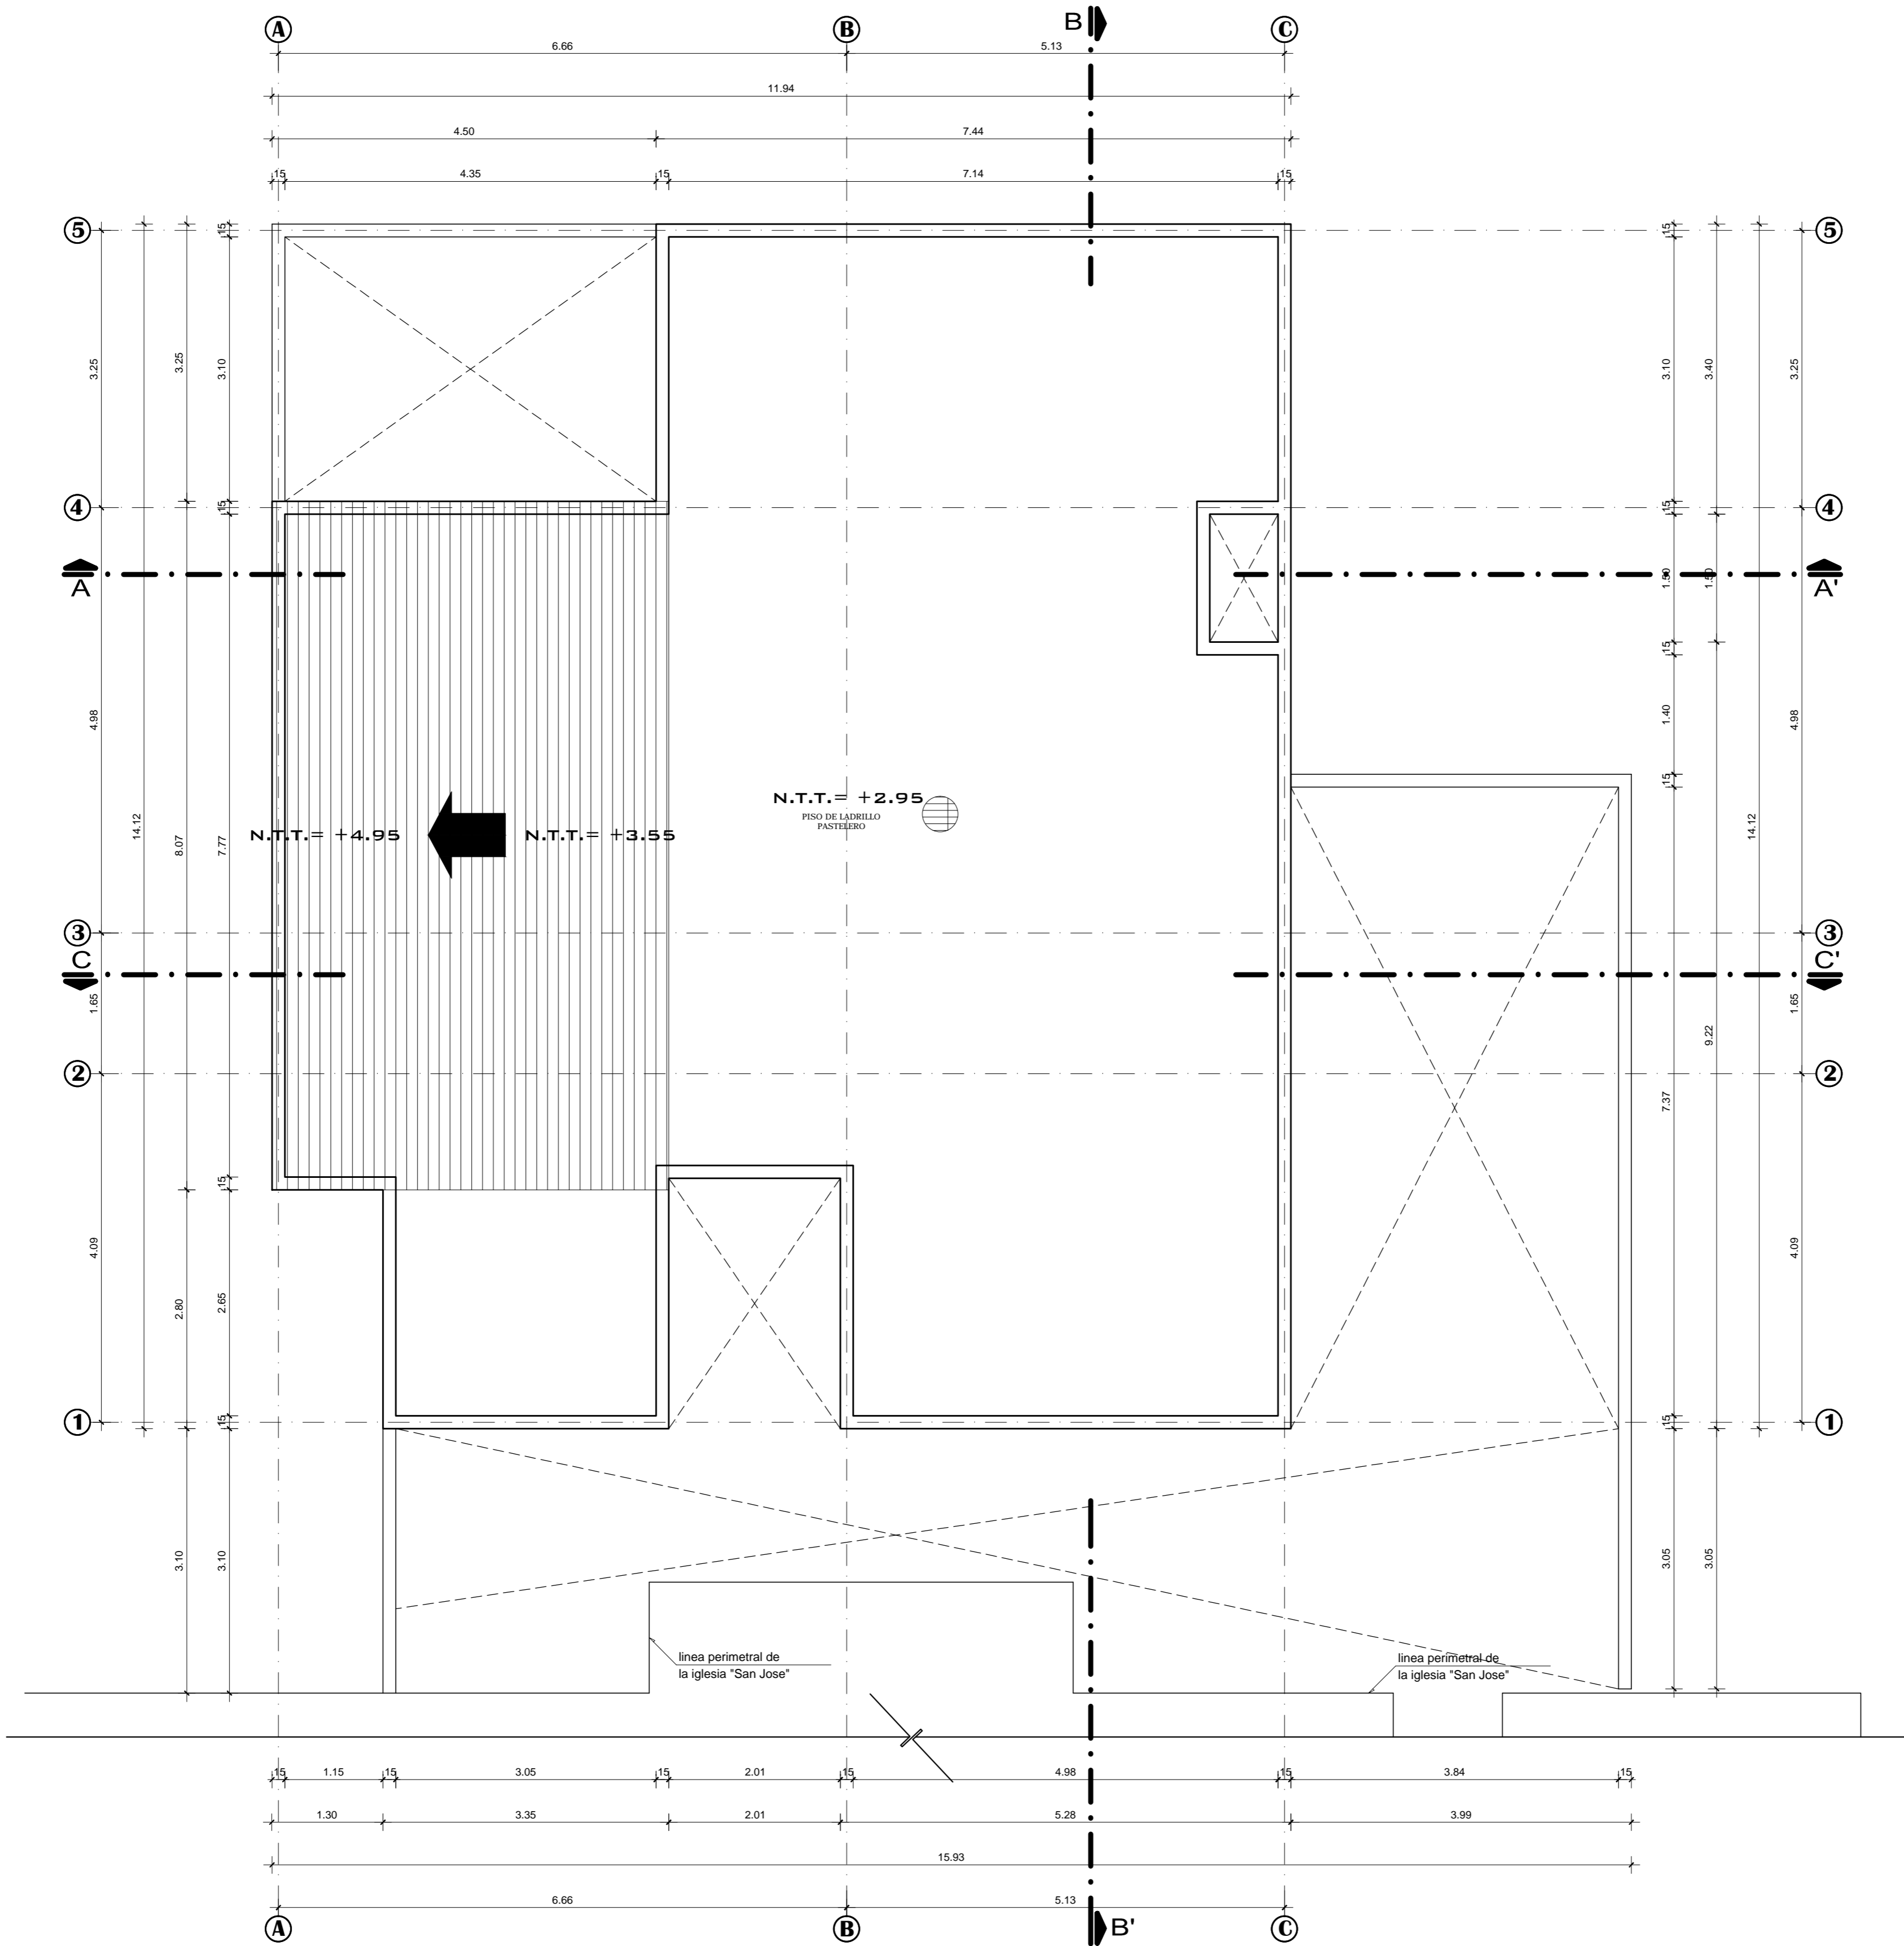 A B B C
6.66 5.13
11.94
4.50 7.44
15 4.35 15 7.14 15
5 15 15 5
3.25 3.25 3.10 3.10 3.40 3.25
4 15 15 4
A 1.50 1.50 A'
15
4.98 1.40 4.98
15
14.12 8.07 7.77 14.12
N.T.T.= +2.95
PISO DE LADRILLO
PASTELERO
N.T.T.= +4.95 N.T.T.= +3.55
3 3
C C'
1.65 9.22 1.65
2 2
7.37
15
4.09 4.09
2.80 2.65
1 15 15 1
3.10 3.10 3.05 3.05
linea perimetral de
la iglesia "San Jose"
linea perimetral de
la iglesia "San Jose"
15 1.15 15 3.05 15 2.01 15 4.98 15 3.84 15
1.30 3.35 2.01 5.28 3.99
15.93
6.66 5.13
A B B' C